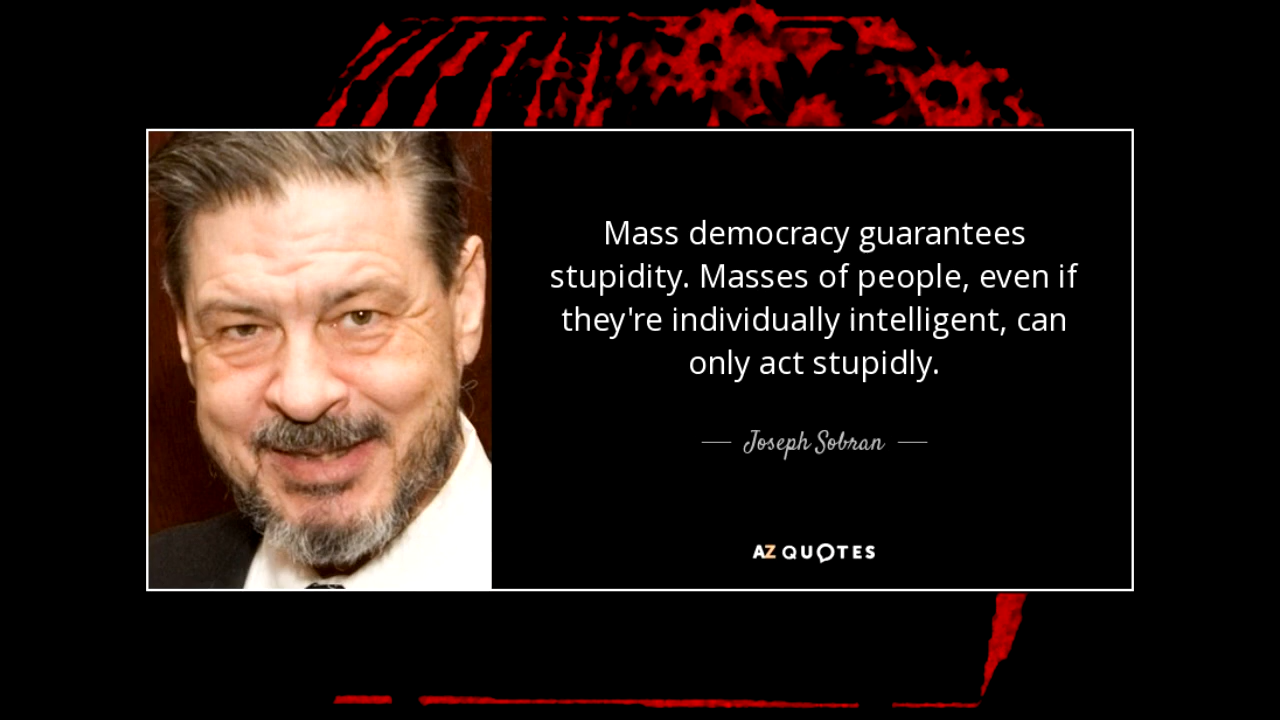 Mass democracy guarantees
stupidity. Masses of people, even if
they're individually intelligent, can
only act stupidly.
Joseph Sobran
AZ QUOTES